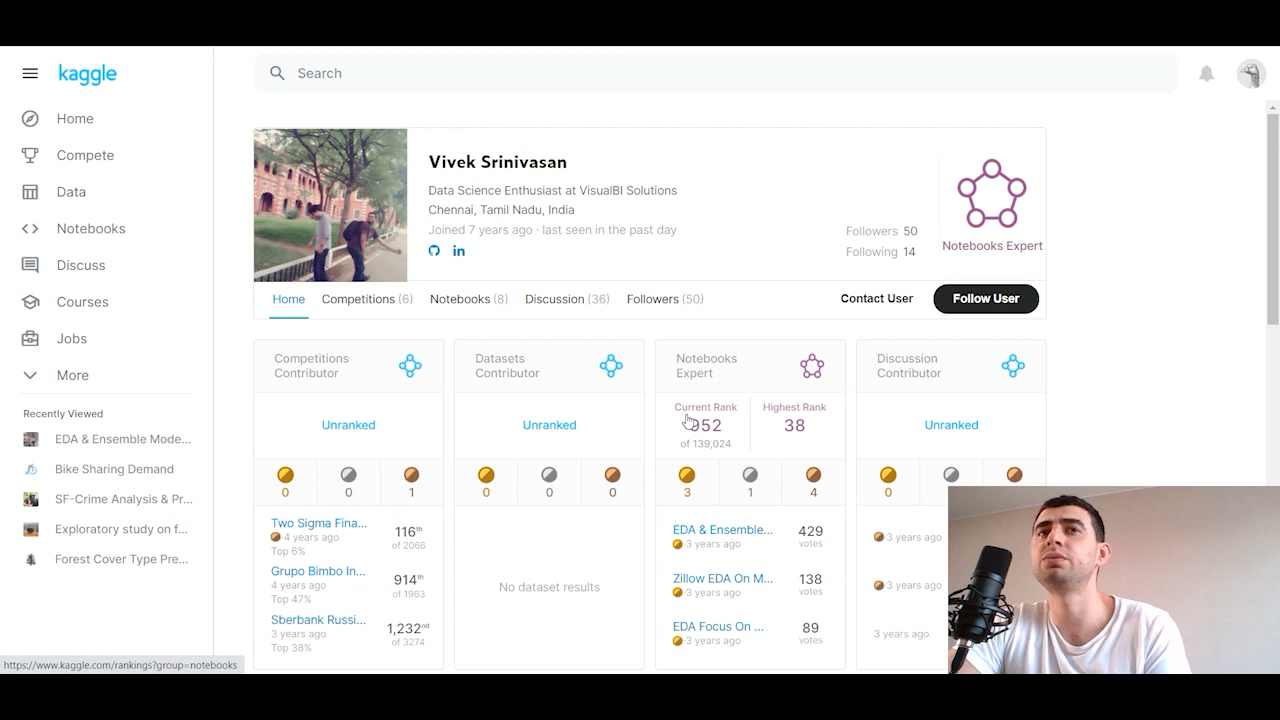 kaggle
Search
Home
Compete
Data
Notebooks
Discuss
Courses
Jobs
More
Recently Viewed
EDA & Ensemble Mode...
Bike Sharing Demand
SF-Crime Analysis & Pr...
Exploratory study on f...
Forest Cover Type Pre...
Vivek Srinivasan
Data Science Enthusiast at VisualBI Solutions
Chennai, Tamil Nadu, India
Joined 7 years ago · last seen in the past day
in
Followers 50
Following 14
Notebooks Expert
Home Competitions (6) Notebooks (8) Discussion (36) Followers (50) Contact User Follow User
Competitions
Contributor
Unranked
0 0 1
Two Sigma Fina...
4 years ago
Top 6%
116th
of 2066
Grupo Bimbo In...
4 years ago
Top 47%
914th
of 1963
Sberbank Russi...
3 years ago
Top 38%
1,232nd
of 3274
Datasets
Contributor
Unranked
0 0 0
No dataset results
Notebooks
Expert
Current Rank
952
of 139,024
Highest Rank
38
3 1 4
EDA & Ensemble...
3 years ago
429
votes
Zillow EDA On M...
3 years ago
138
votes
EDA Focus On ...
3 years ago
89
votes
Discussion
Contributor
Unranked
0
3 years ago
3 years ago
3 years ago
https://www.kaggle.com/rankings?group=notebooks